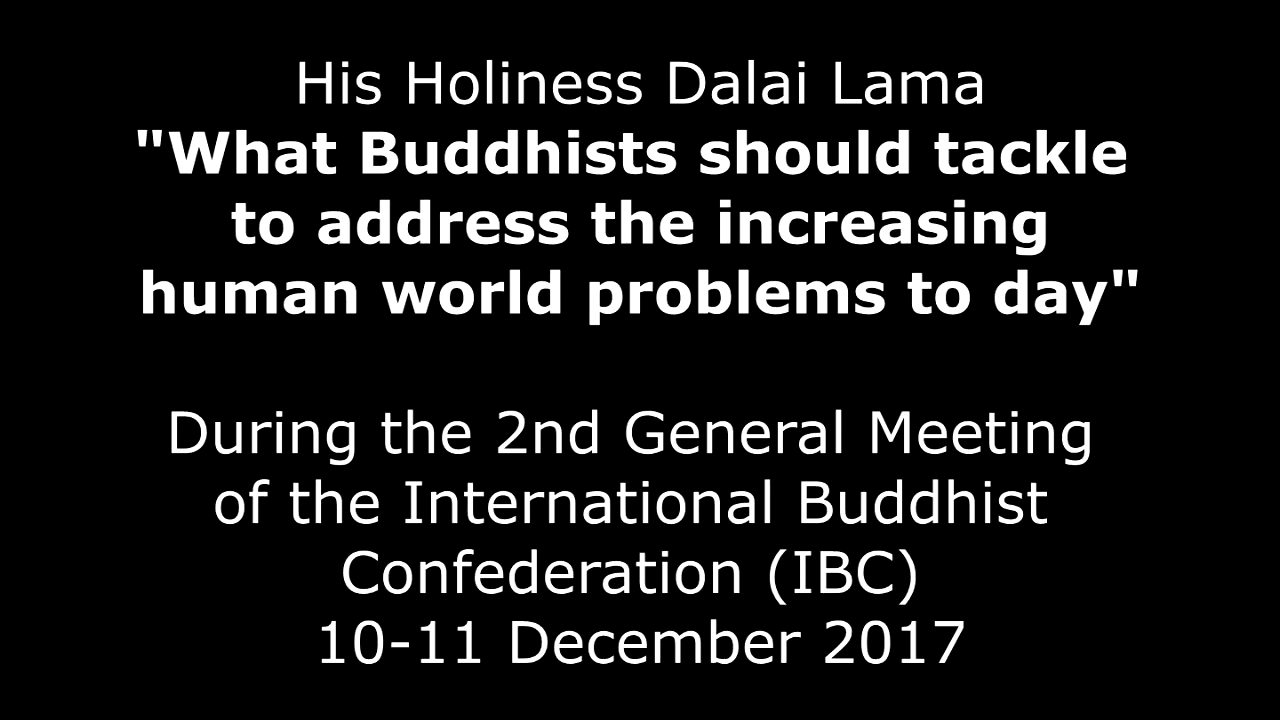 His Holiness Dalai Lama
"What Buddhists should tackle
to address the increasing
human world problems to day"
During the 2nd General Meeting
of the International Buddhist
Confederation (IBC)
10-11 December 2017